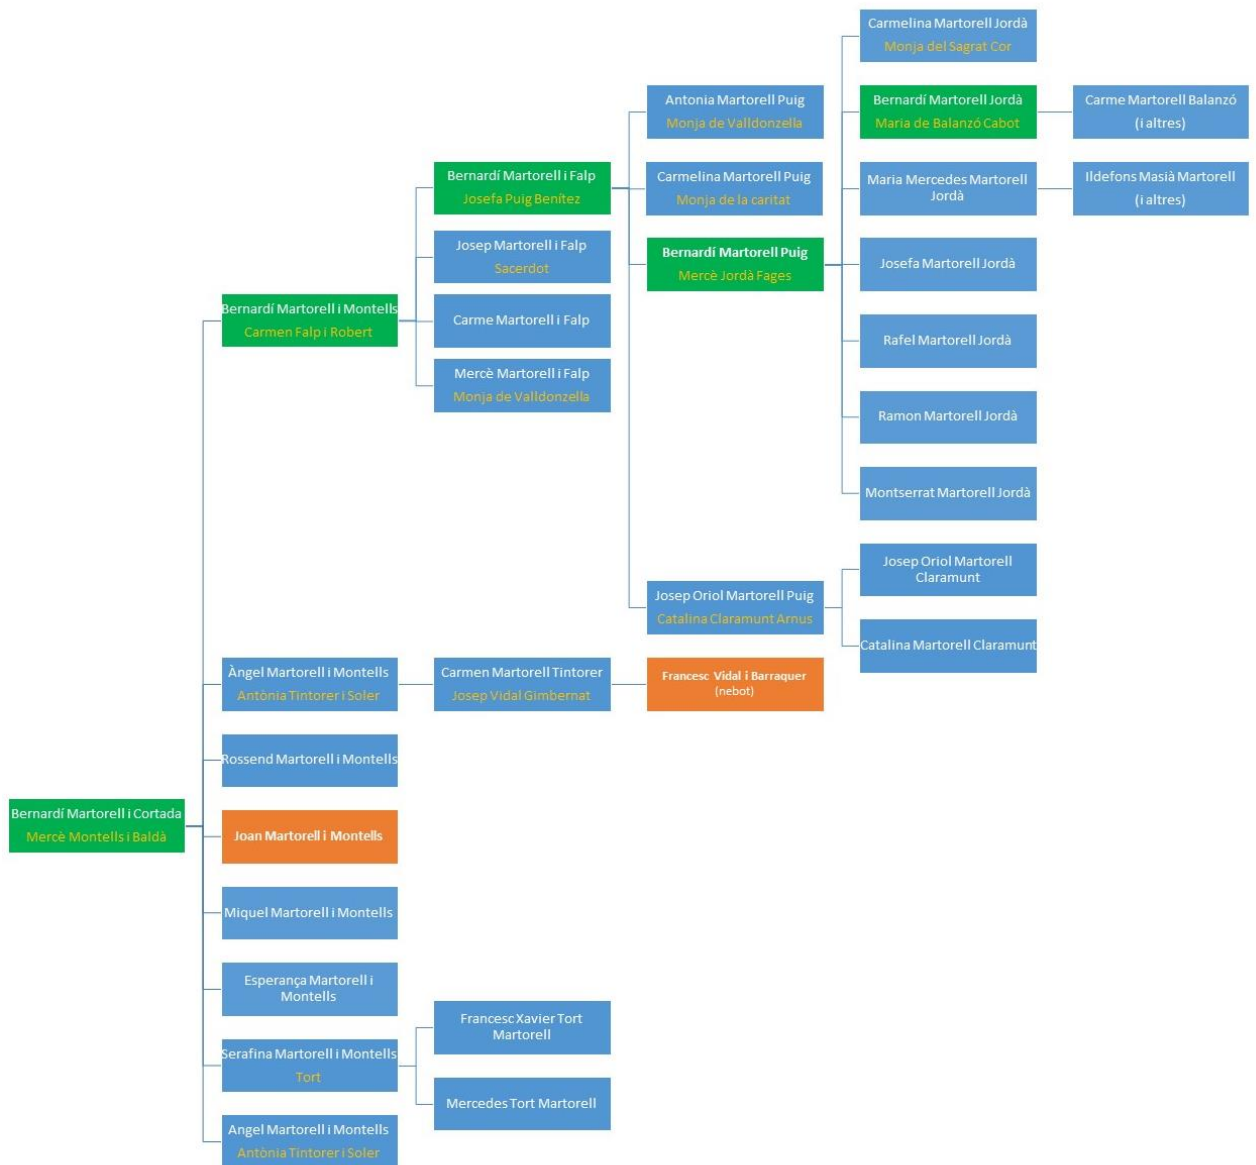 Carmelina Martorell Jordà
Monja del Sagrat Cor
Antonia Martorell Puig
Monja de Valldonzella
Bernardí Martorell Jordà
Maria de Balanzó Cabot
Carme Martorell Balanzó
(i altres)
Bernardí Martorell i Falp
Josefa Puig Benítez
Carmelina Martorell Puig
Monja de la caritat
Maria Mercedes Martorell
Jordà
Ildefons Masià Martorell
(i altres)
Josep Martorell i Falp
Sacerdot
Bernardí Martorell Puig
Mercè Jordà Fages
Josefa Martorell Jordà
Bernardí Martorell i Montells
Carmen Falp i Robert
Carme Martorell i Falp
Rafel Martorell Jordà
Mercè Martorell i Falp
Monja de Valldonzella
Ramon Martorell Jordà
Montserrat Martorell Jordà
Josep Oriol Martorell
Claramunt
Josep Oriol Martorell Puig
Catalina Claramunt Arnus
Catalina Martorell Claramunt
Àngel Martorell i Montells
Antònia Tintorer i Soler
Carmen Martorell Tintorer
Josep Vidal Gimbernat
Francesc Vidal i Barraquer
(nebot)
Rossend Martorell i Montells
Bernardí Martorell i Cortada
Mercè Montells i Baldà
Joan Martorell i Montells
Miquel Martorell i Montells
Esperança Martorell i
Montells
Francesc Xavier Tort
Martorell
Serafina Martorell i Montells
Tort
Mercedes Tort Martorell
Angel Martorell i Montells
Antònia Tintorer i Soler